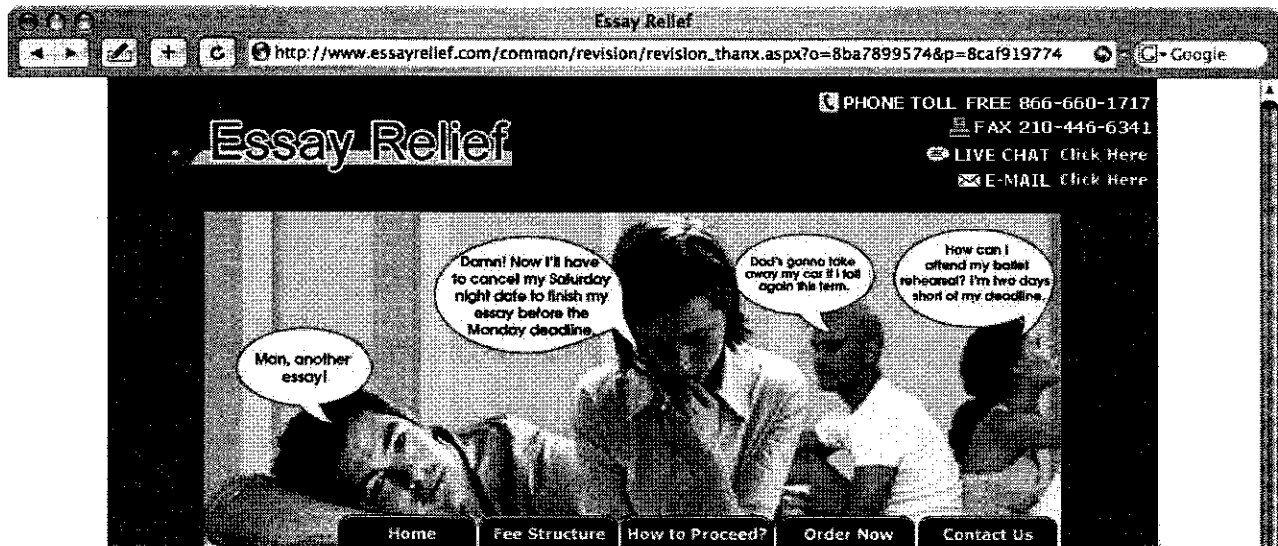 Essay Relief
http://www.essayrelief.com/common/revision/revision_thanx.aspx?o=8ba7899574&p=8caf919774
Google
PHONE TOLL FREE 866-660-1717
FAX 210-446-6341
LIVE CHAT Click Here
E-MAIL Click Here
Essay Relief
Man, another
essay!
Damn! Now I'll have
to cancel my Saturday
night date to finish my
essay before the
Monday deadline.
Dad's gonna take
away my car if I fail
again this term.
How can I
attend my ballet
rehearsal? I'm two days
short of my deadline.
Home Fee Structure How to Proceed? Order Now Contact Us